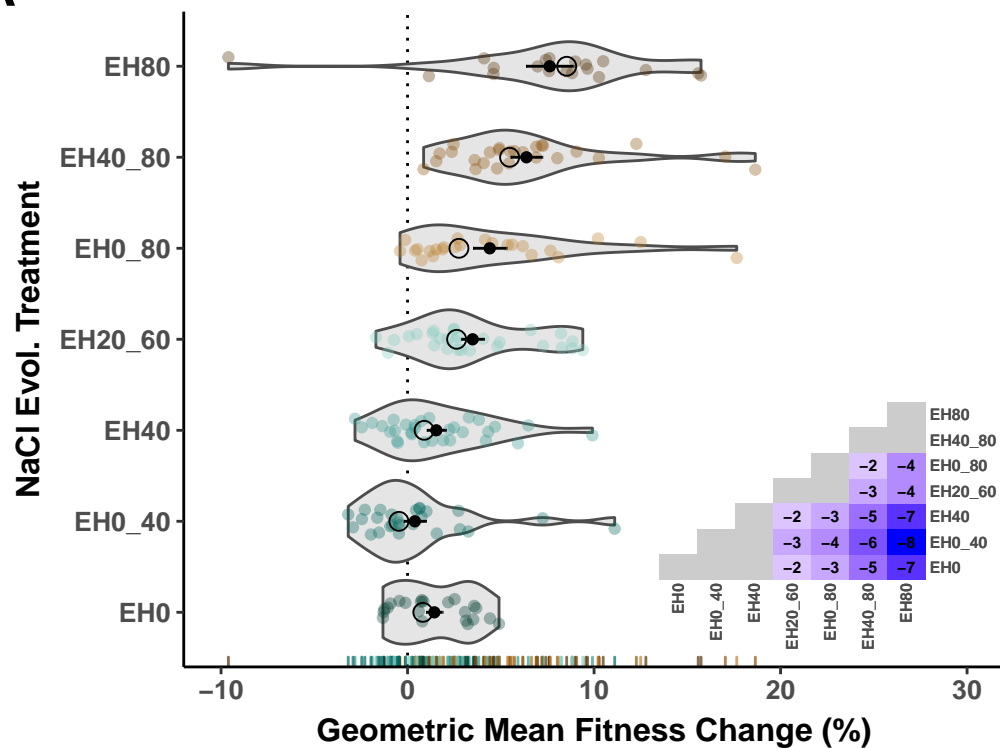 NaCl Evol. Treatment
EH80
EH40_80
EH0_80
EH20_60
EH40
EH0_40
EH0
−10 0 10 20 30
Geometric Mean Fitness Change (%)
EH80
EH40_80
−2 −4 EH0_80
−3 −4 EH20_60
−2 −3 −5 −7 EH40
−3 −4 −6 −8 EH0_40
−2 −3 −5 −7 EH0
EH0 EH0_40 EH40 EH20_60 EH0_80 EH40_80 EH80